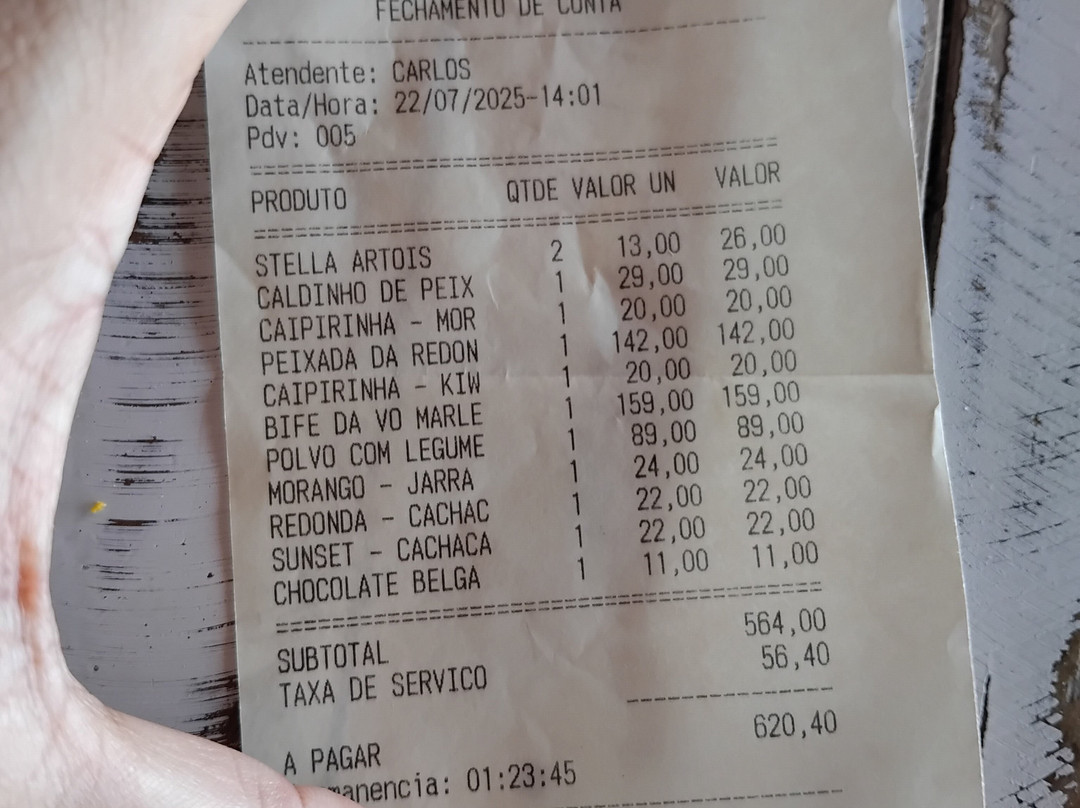 FECHAMENTO DE CONTA
Atendente: CARLOS
Data/Hora: 22/07/2025-14:01
Pdv: 005
PRODUTO QTDE VALOR UN VALOR
STELLA ARTOIS 2 13,00 26,00
CALDINHO DE PEIX 1 29,00 29,00
CAIPIRINHA - MOR 1 20,00 20,00
PEIXADA DA REDON 1 142,00 142,00
CAIPIRINHA - KIW 1 20,00 20,00
BIFE DA VO MARLE 1 159,00 159,00
POLVO COM LEGUME 1 89,00 89,00
MORANGO - JARRA 1 24,00 24,00
REDONDA - CACHAC 1 22,00 22,00
SUNSET - CACHACA 1 22,00 22,00
CHOCOLATE BELGA 1 11,00 11,00
SUBTOTAL 564,00
TAXA DE SERVICO 56,40
A PAGAR 620,40
manencia: 01:23:45